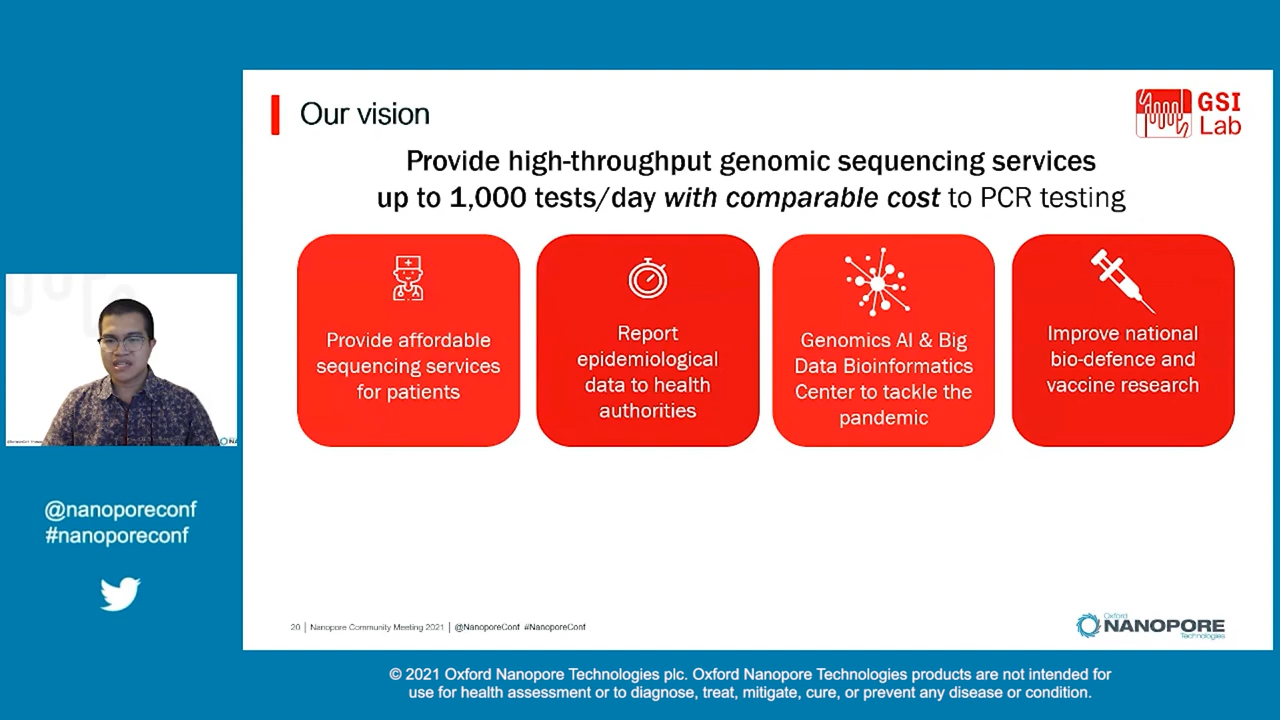 Our vision
GSI
Lab
Provide high-throughput genomic sequencing services
up to 1,000 tests/day with comparable cost to PCR testing
Provide affordable
sequencing services
for patients
Report
epidemiological
data to health
authorities
Genomics AI & Big
Data Bioinformatics
Center to tackle the
pandemic
Improve national
bio-defence and
vaccine research
@nanoporeconf
#nanoporeconf
20 | Nanopore Community Meeting 2021 | @NanoporeConf #NanoporeConf
Oxford
NANOPORE
Technologies
© 2021 Oxford Nanopore Technologies plc. Oxford Nanopore Technologies products are not intended for
use for health assessment or to diagnose, treat, mitigate, cure, or prevent any disease or condition.